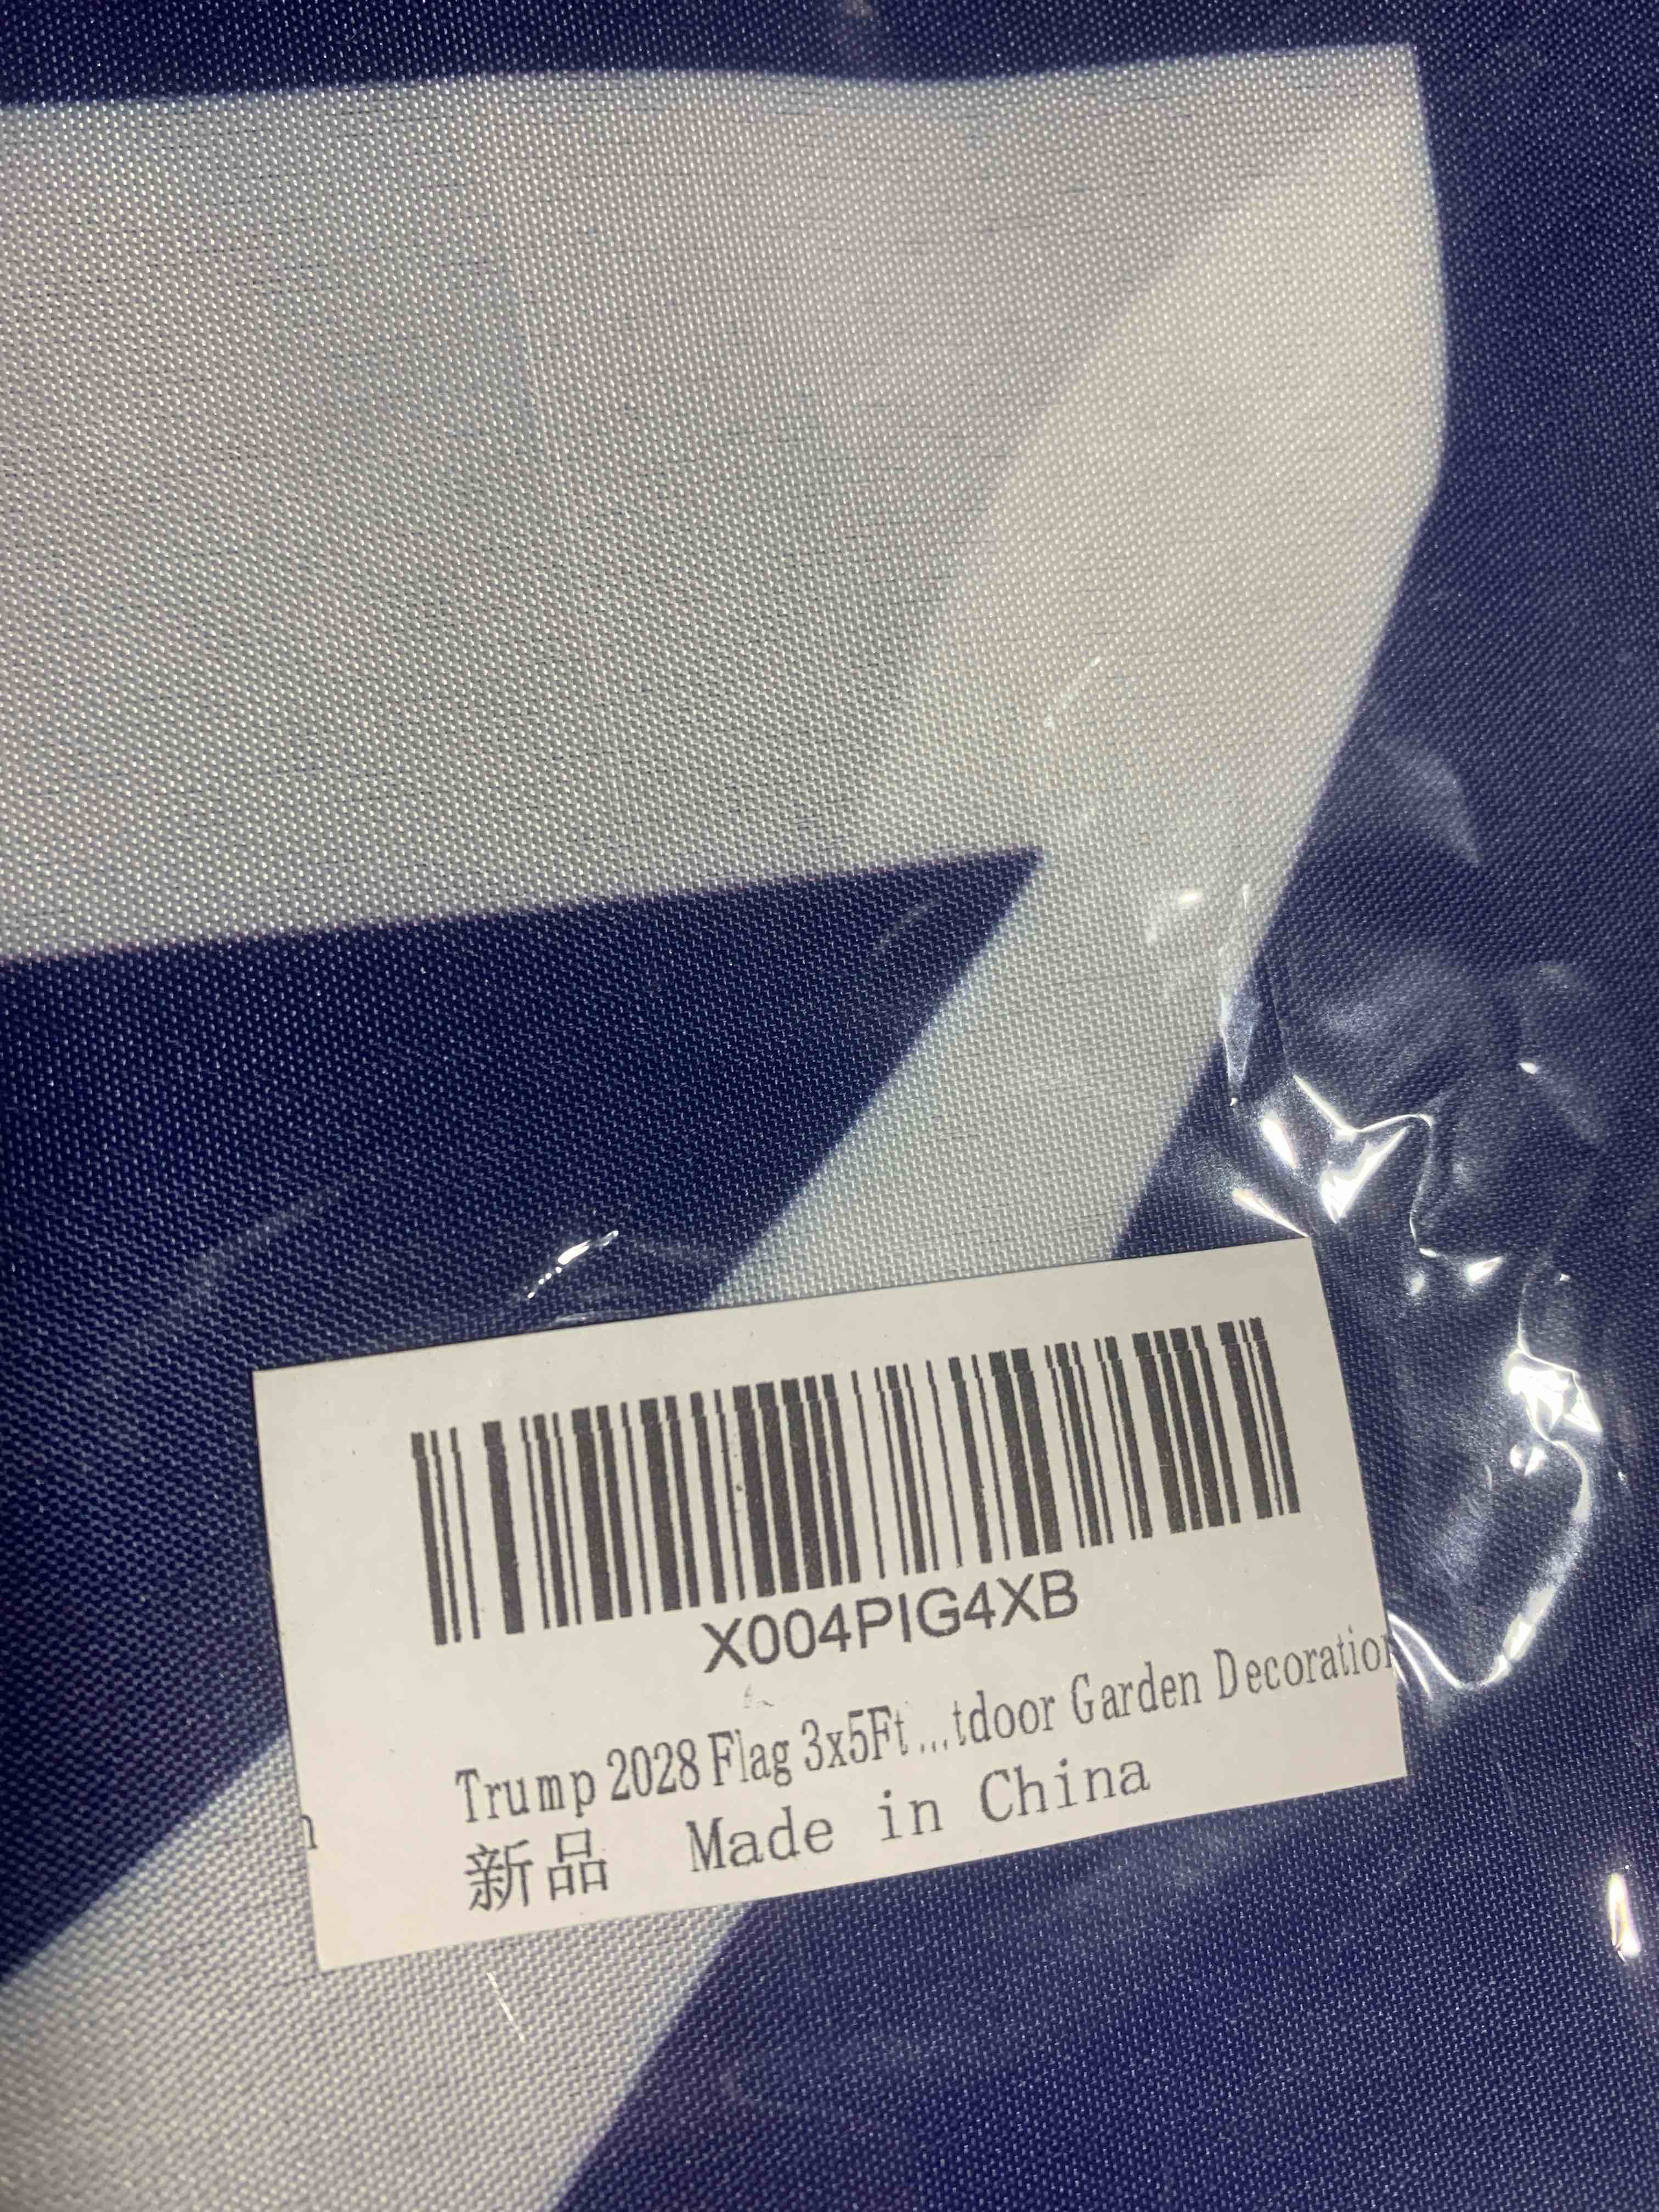 X004PIG4XB
Trump 2028 Flag 3x5Ft ...tdoor Garden Decoration
新品 Made in China
n